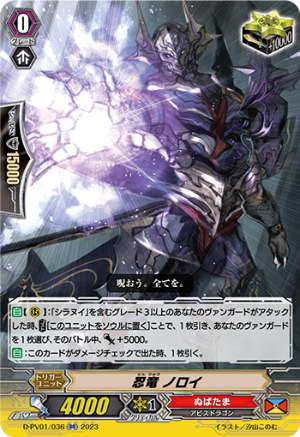 0
グレード
+10000
15000
呪おう。全てを。
【自】【(R)】:「シラヌイ」を含むグレード３以上のあなたのヴァンガードがアタック
した時、【コスト】[このユニットをソウルに置く]ことで、1枚引き、あなたのヴァンガードを
1枚選び、そのバトル中、+5000。
【自】:このカードがダメージチェックで出た時、1枚引く。
トリガー
ユニット
にん りゅう
忍竜 ノロイ
4000
1
クリティカル
ぬばたま
アビスドラゴン
D-PV01/036 2023
イラスト/汐山このむ